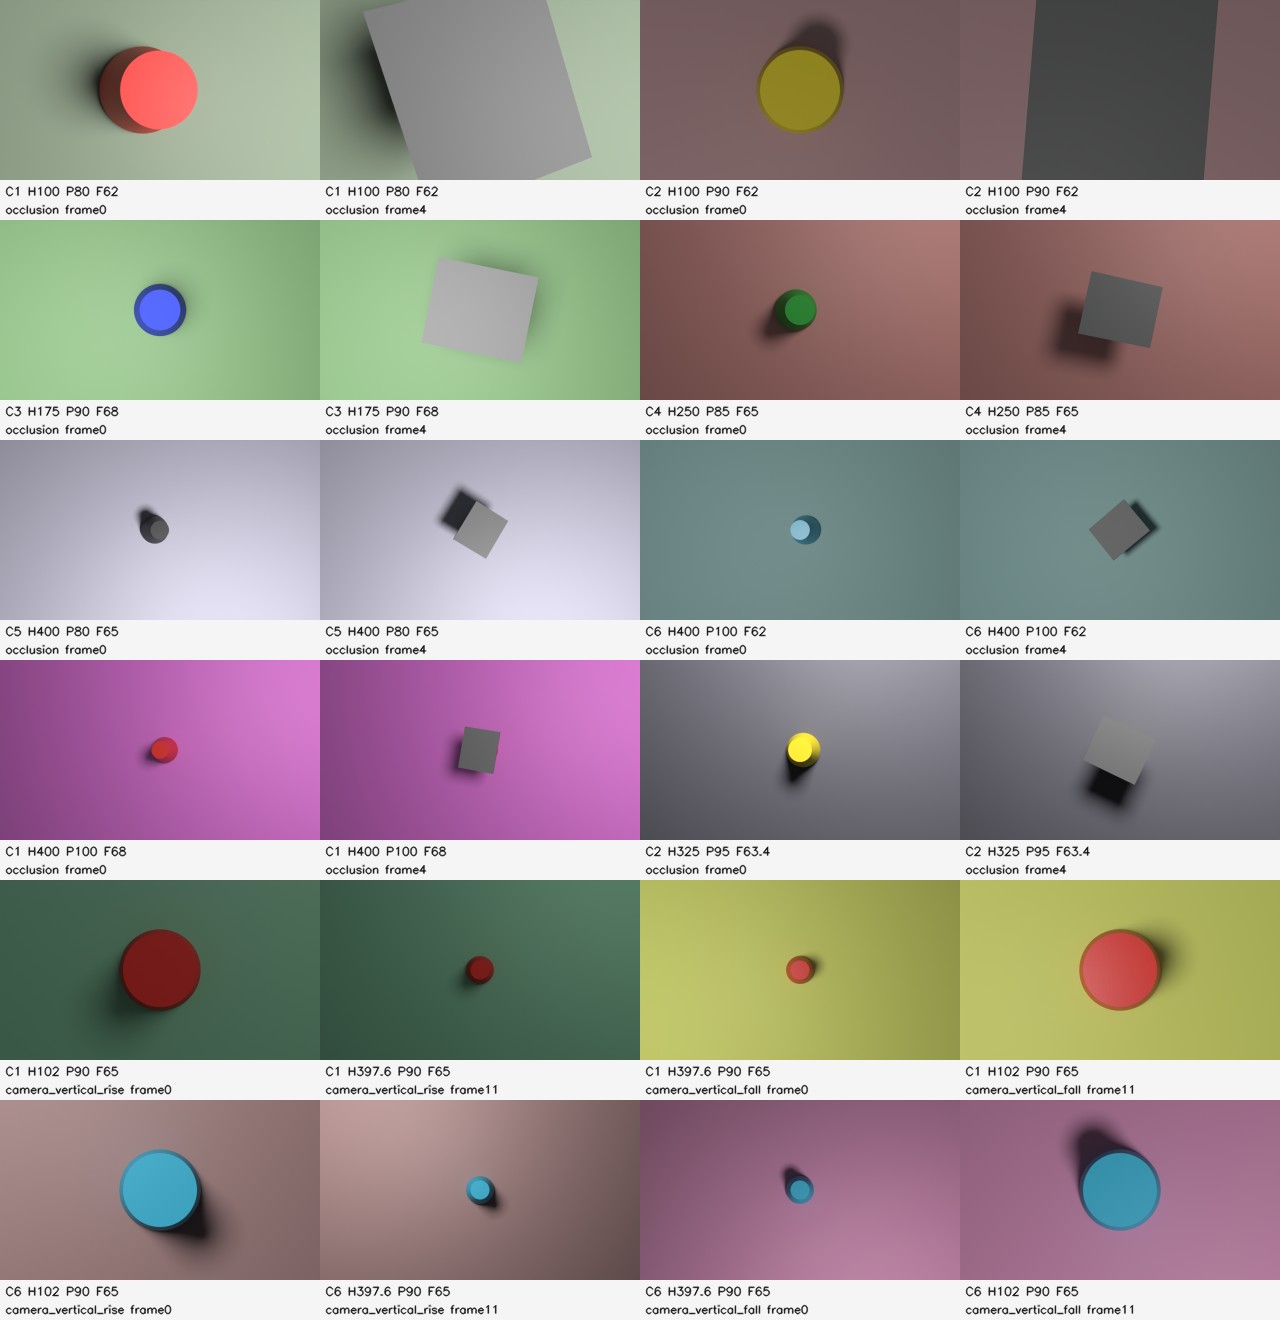 C1 H100 P80 F62
occlusion frame0
C1 H100 P80 F62
occlusion frame4
C2 H100 P90 F62
occlusion frame0
C2 H100 P90 F62
occlusion frame4
C3 H175 P90 F68
occlusion frame0
C3 H175 P90 F68
occlusion frame4
C4 H250 P85 F65
occlusion frame0
C4 H250 P85 F65
occlusion frame4
C5 H400 P80 F65
occlusion frame0
C5 H400 P80 F65
occlusion frame4
C6 H400 P100 F62
occlusion frame0
C6 H400 P100 F62
occlusion frame4
C1 H400 P100 F68
occlusion frame0
C1 H400 P100 F68
occlusion frame4
C2 H325 P95 F63.4
occlusion frame0
C2 H325 P95 F63.4
occlusion frame4
C1 H102 P90 F65
camera_vertical_rise frame0
C1 H397.6 P90 F65
camera_vertical_rise frame11
C1 H397.6 P90 F65
camera_vertical_fall frame0
C1 H102 P90 F65
camera_vertical_fall frame11
C6 H102 P90 F65
camera_vertical_rise frame0
C6 H397.6 P90 F65
camera_vertical_rise frame11
C6 H397.6 P90 F65
camera_vertical_fall frame0
C6 H102 P90 F65
camera_vertical_fall frame11